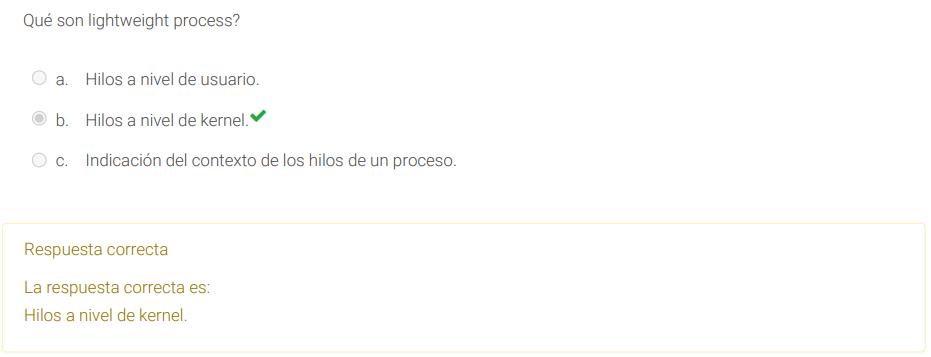 Qué son lightweight process?
a. Hilos a nivel de usuario.
b. Hilos a nivel de kernel.
c. Indicación del contexto de los hilos de un proceso.
Respuesta correcta
La respuesta correcta es:
Hilos a nivel de kernel.